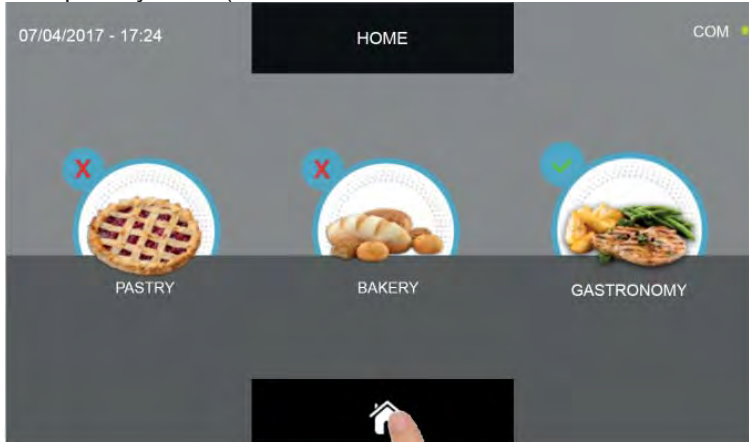 07/04/2017 - 17:24
HOME
COM
X
X
PASTRY
BAKERY
GASTRONOMY